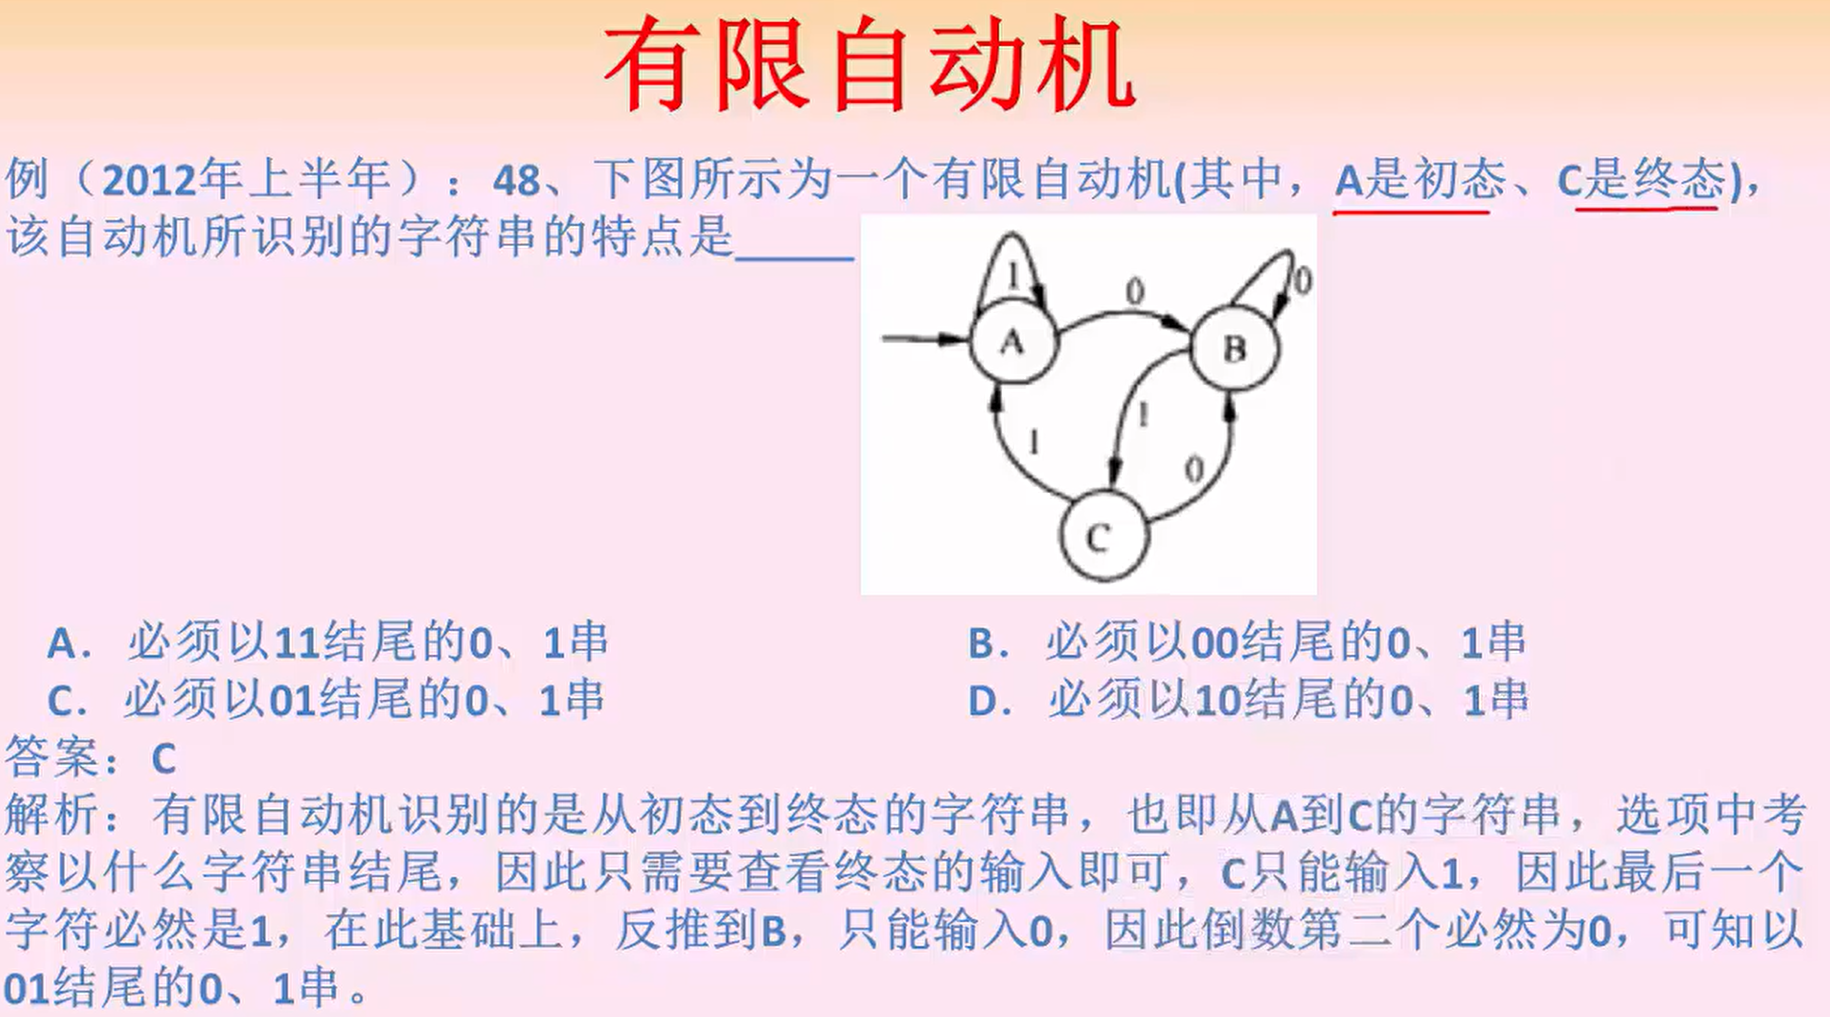 有限自动机
例（2012年上半年）：48、下图所示为一个有限自动机(其中，A是初态、C是终态)，
该自动机所识别的字符串的特点是______
1
0
0
A
B
1
1
0
C
A. 必须以11结尾的0、1串
B. 必须以00结尾的0、1串
C. 必须以01结尾的0、1串
D. 必须以10结尾的0、1串
答案：C
解析：有限自动机识别的是从初态到终态的字符串，也即从A到C的字符串，选项中考
察以什么字符串结尾，因此只需要查看终态的输入即可，C只能输入1，因此最后一个
字符必然是1，在此基础上，反推到B，只能输入0，因此倒数第二个必然为0，可知以
01结尾的0、1串。